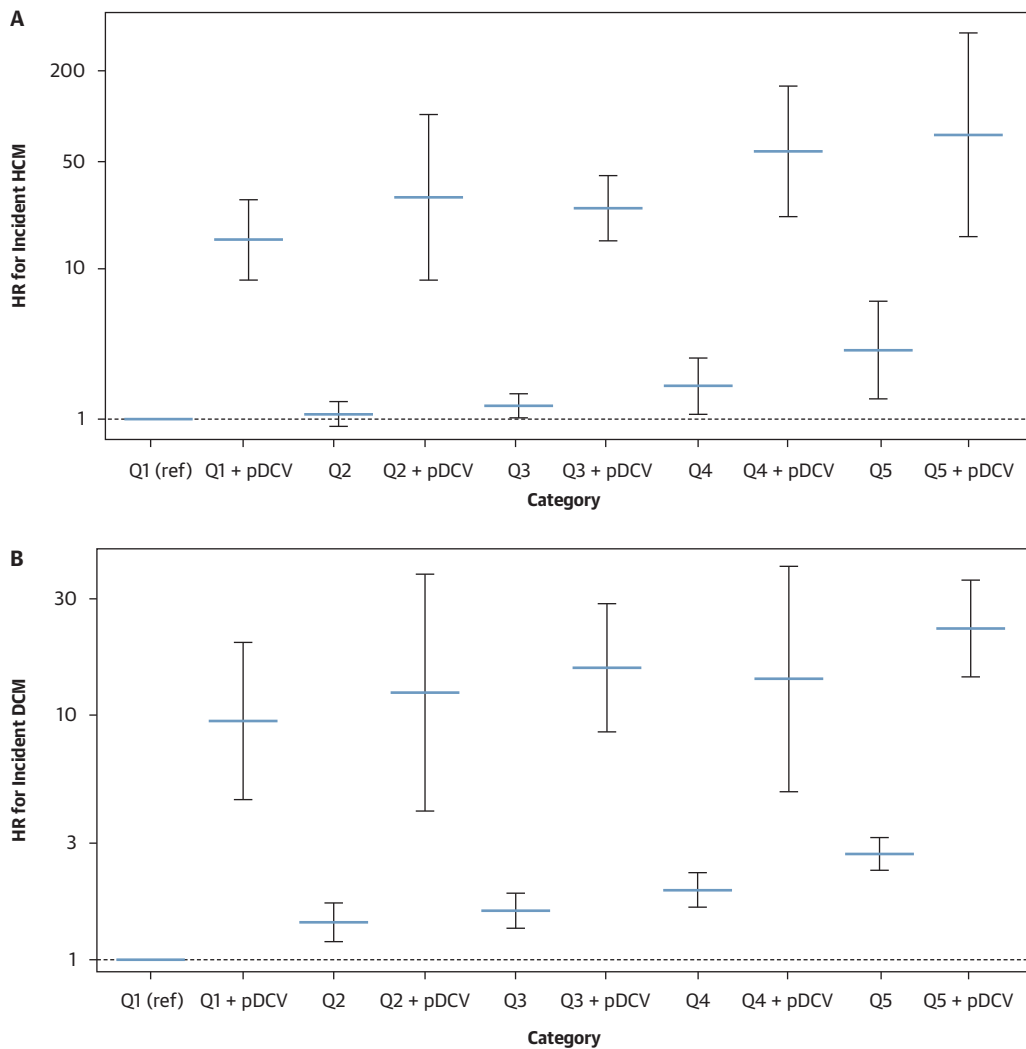 A
HR for Incident HCM
200
50
10
1
Q1 (ref) Q1 + pDCV Q2 Q2 + pDCV Q3 Q3 + pDCV Q4 Q4 + pDCV Q5 Q5 + pDCV
Category
B
HR for Incident DCM
30
10
3
1
Q1 (ref) Q1 + pDCV Q2 Q2 + pDCV Q3 Q3 + pDCV Q4 Q4 + pDCV Q5 Q5 + pDCV
Category